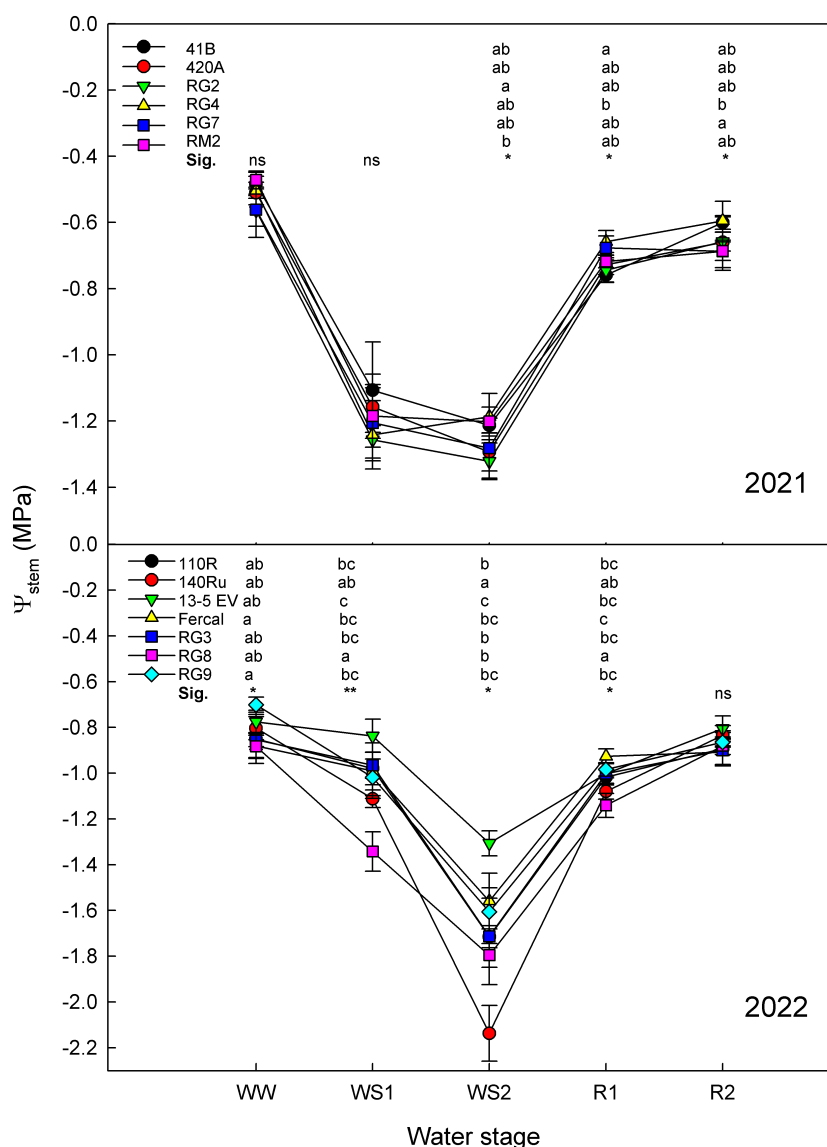 0.0
-0.2
-0.4
-0.6
-0.8
-1.0
-1.2
-1.4
41B ab a ab
420A ab ab ab
RG2 a ab ab
RG4 ab b b
RG7 ab ab a
RM2 b ab ab
Sig. ns ns * * *
2021
Ψstem (MPa)
0.0
-0.2
-0.4
-0.6
-0.8
-1.0
-1.2
-1.4
-1.6
-1.8
-2.0
-2.2
110R ab bc b bc
140Ru ab ab a ab
13-5 EV ab c c bc
Fercal a bc bc c
RG3 ab bc b bc
RG8 ab a b a
RG9 a bc bc bc
Sig. * ** * * ns
2022
WW WS1 WS2 R1 R2
Water stage